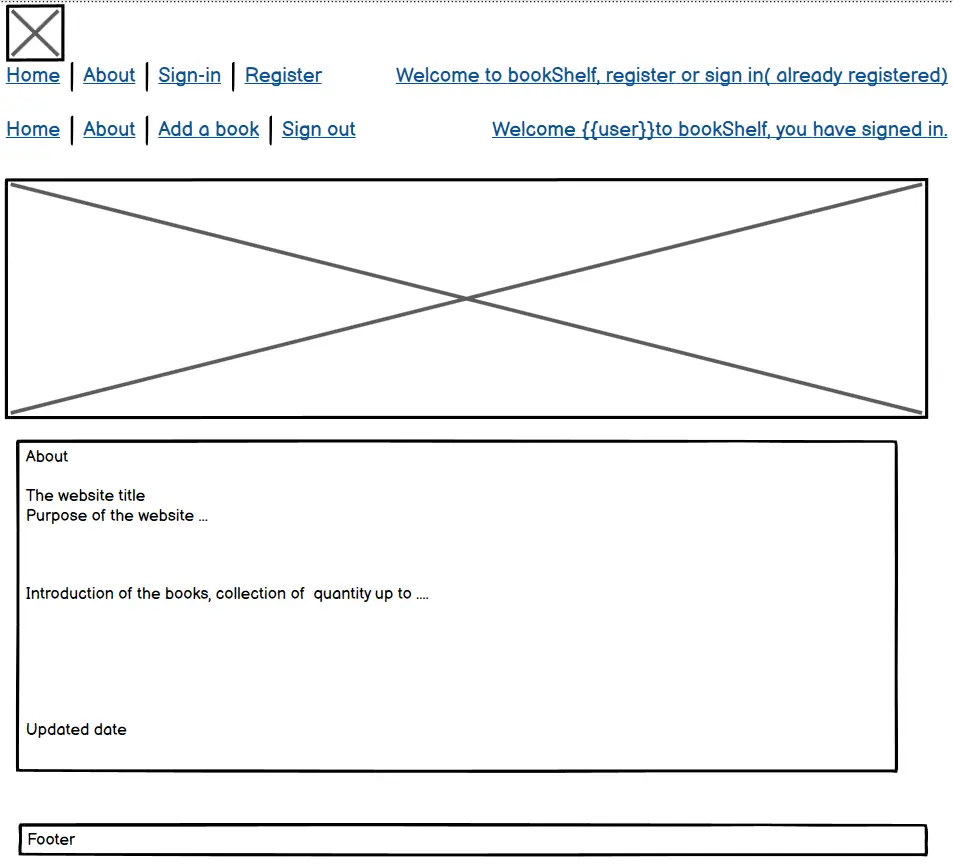 Home | About | Sign-in | Register Welcome to bookShelf, register or sign in( already registered)
Home | About | Add a book | Sign out Welcome {{user}}to bookShelf, you have signed in.
About
The website title
Purpose of the website ...
Introduction of the books, collection of  quantity up to ....
Updated date
Footer